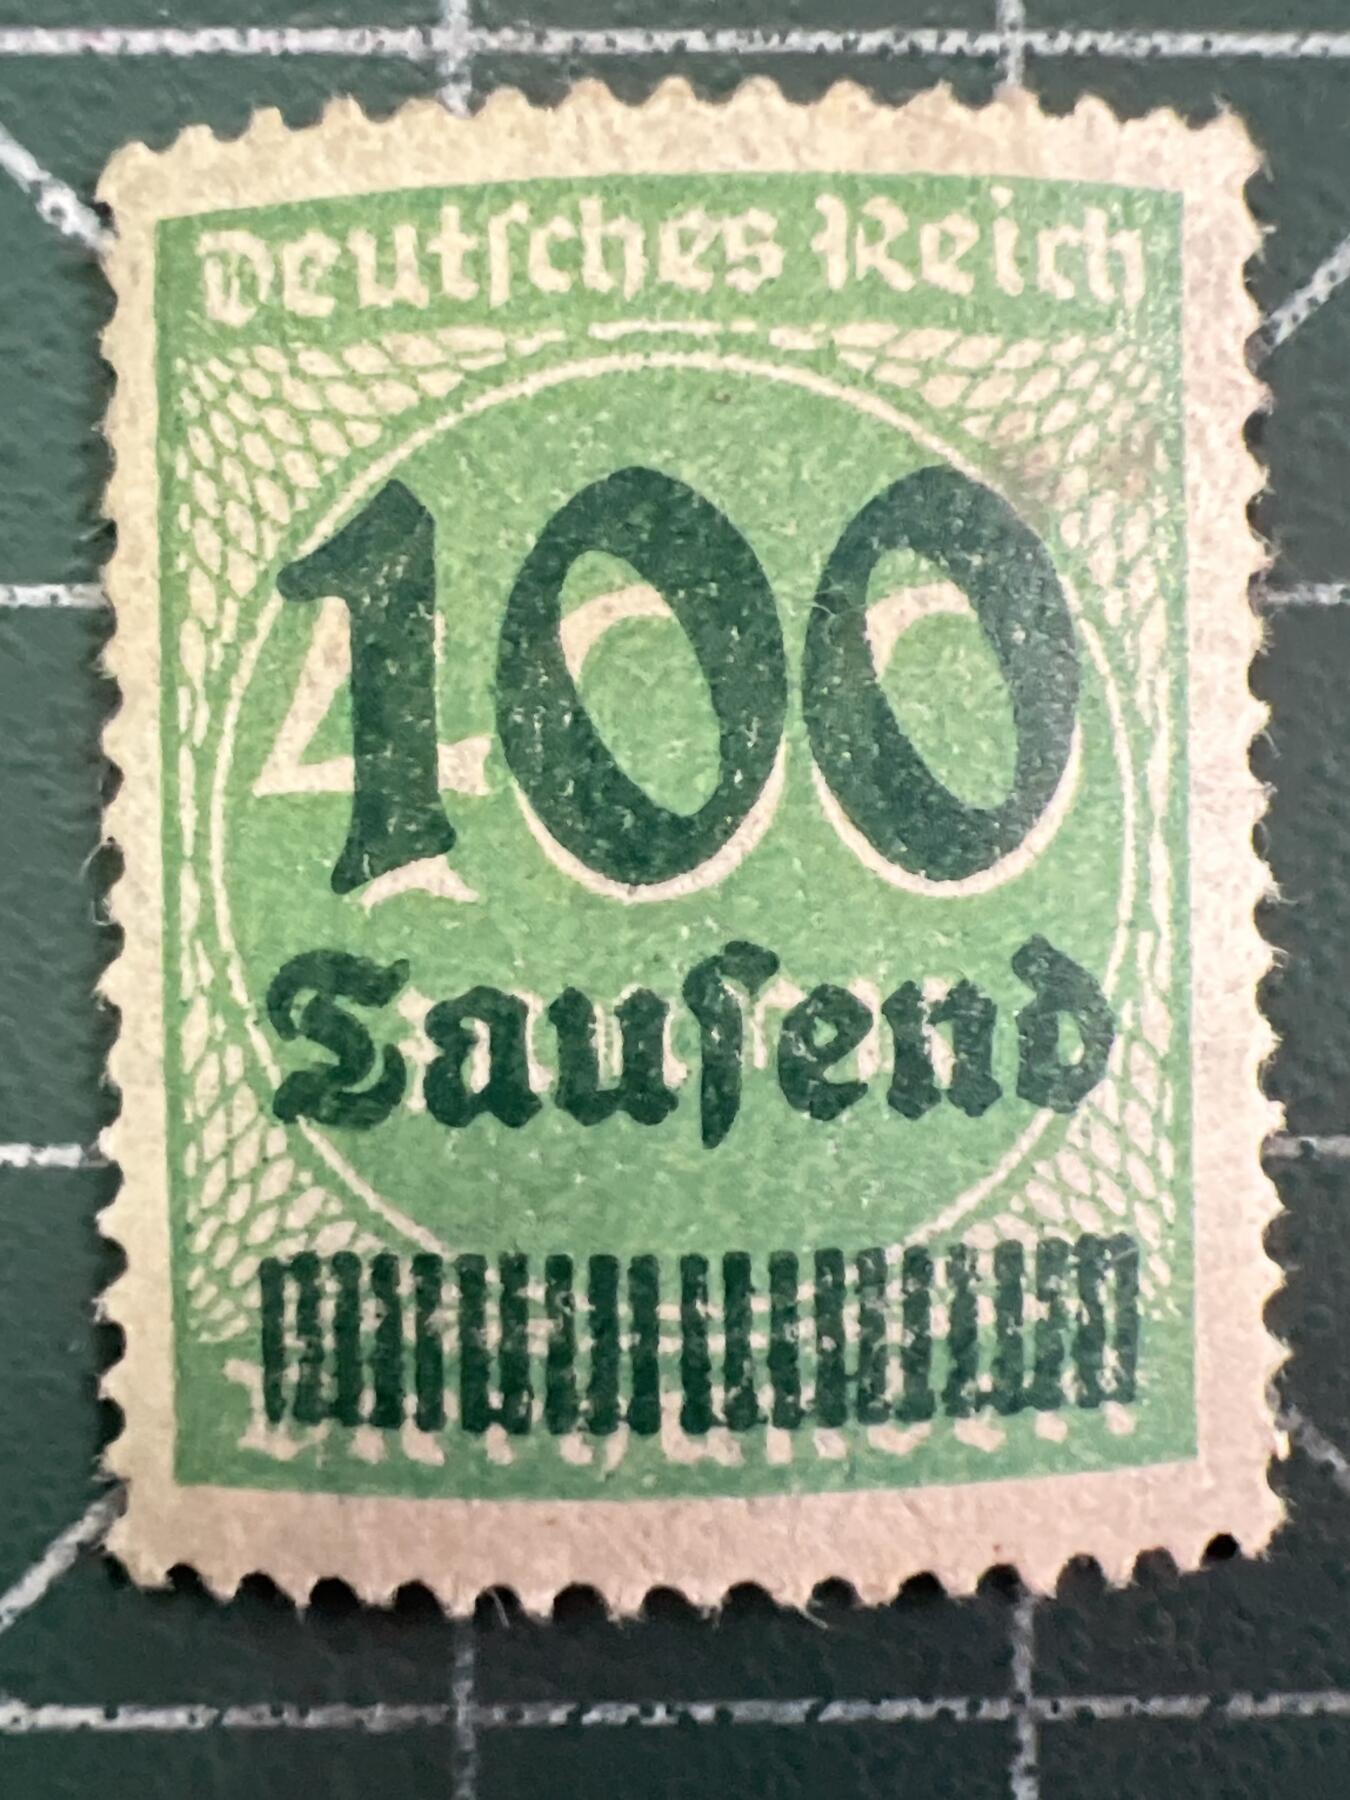 Deutsches Reich
100
Tausend